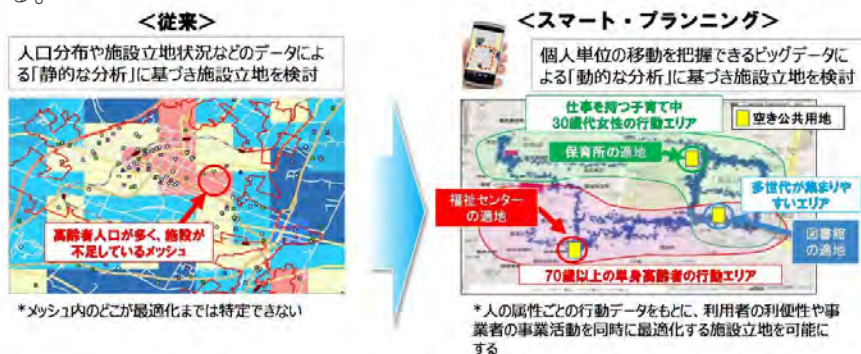 る。
＜従来＞
人口分布や施設立地状況などのデータによ
る「静的な分析」に基づき施設立地を検討
高齢者人口が多く、施設が
不足しているメッシュ
*メッシュ内のどこが最適化までは特定できない
＜スマート・プランニング＞
個人単位の移動を把握できるビッグデータに
よる「動的な分析」に基づき施設立地を検討
仕事を持つ子育て中
30歳代女性の行動エリア
空き公共用地
保育所の適地
多世代が集まりや
すいエリア
福祉センター
の適地
図書館
の適地
70歳以上の単身高齢者の行動エリア
*人の属性ごとの行動データをもとに、利用者の利便性や事
業者の事業活動を同時に最適化する施設立地を可能に
する